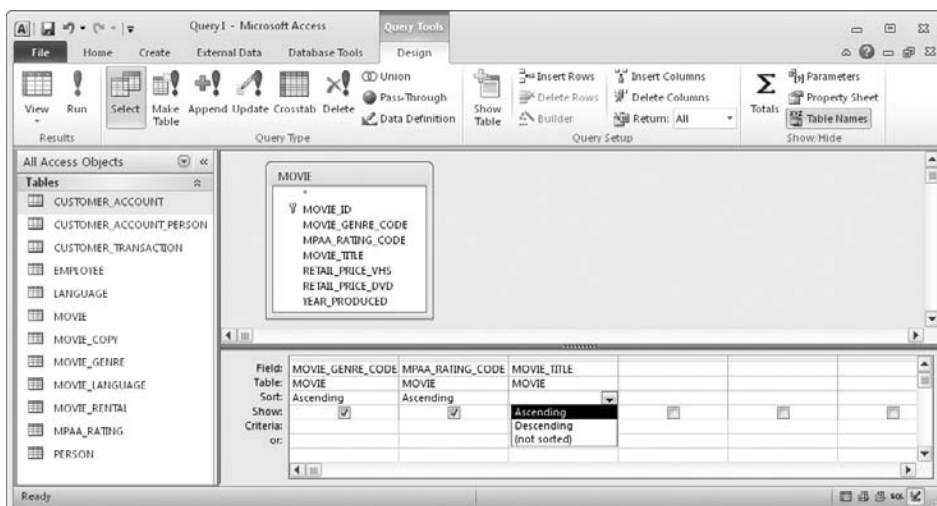 Query1 - Microsoft Access
Query Tools
File Home Create External Data Database Tools Design
View
Run
Select
Make Table
Append
Update
Crosstab
Delete
Union
Pass-Through
Data Definition
Show Table
Insert Rows
Delete Rows
Builder
Insert Columns
Delete Columns
Return: All
Totals
Parameters
Property Sheet
Table Names
Results
Query Type
Query Setup
Show/Hide
All Access Objects
Tables
CUSTOMER_ACCOUNT
CUSTOMER_ACCOUNT_PERSON
CUSTOMER_TRANSACTION
EMPLOYEE
LANGUAGE
MOVIE
MOVIE_COPY
MOVIE_GENRE
MOVIE_LANGUAGE
MOVIE_RENTAL
MPAA_RATING
PERSON
MOVIE
*
MOVIE_ID
MOVIE_GENRE_CODE
MPAA_RATING_CODE
MOVIE_TITLE
RETAIL_PRICE_VHS
RETAIL_PRICE_DVD
YEAR_PRODUCED
Field: MOVIE_GENRE_CODE MPAA_RATING_CODE MOVIE_TITLE
Table: MOVIE MOVIE MOVIE
Sort: Ascending Ascending
Show:
Criteria:
or:
Ascending
Descending
(not sorted)
Ready
SQL